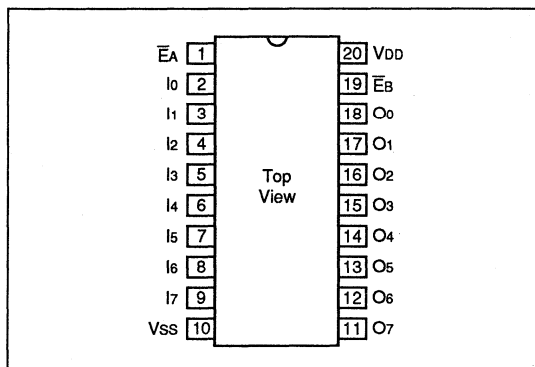 E̅A 1 20 VDD
I0 2 19 E̅B
I1 3 18 O0
I2 4 17 O1
I3 5 16 O2
I4 6 15 O3
I5 7 14 O4
I6 8 13 O5
I7 9 12 O6
VSS 10 11 O7
Top
View